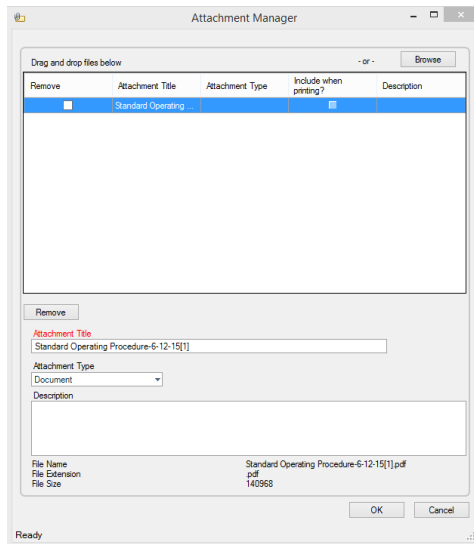 Attachment Manager
Drag and drop files below - or - Browse
Remove Attachment Title Attachment Type Include when printing? Description
Standard Operating ...
Remove
Attachment Title
Standard Operating Procedure-6-12-15[1]
Attachment Type
Document
Description
File Name Standard Operating Procedure-6-12-15[1].pdf
File Extension .pdf
File Size 140968
OK Cancel
Ready